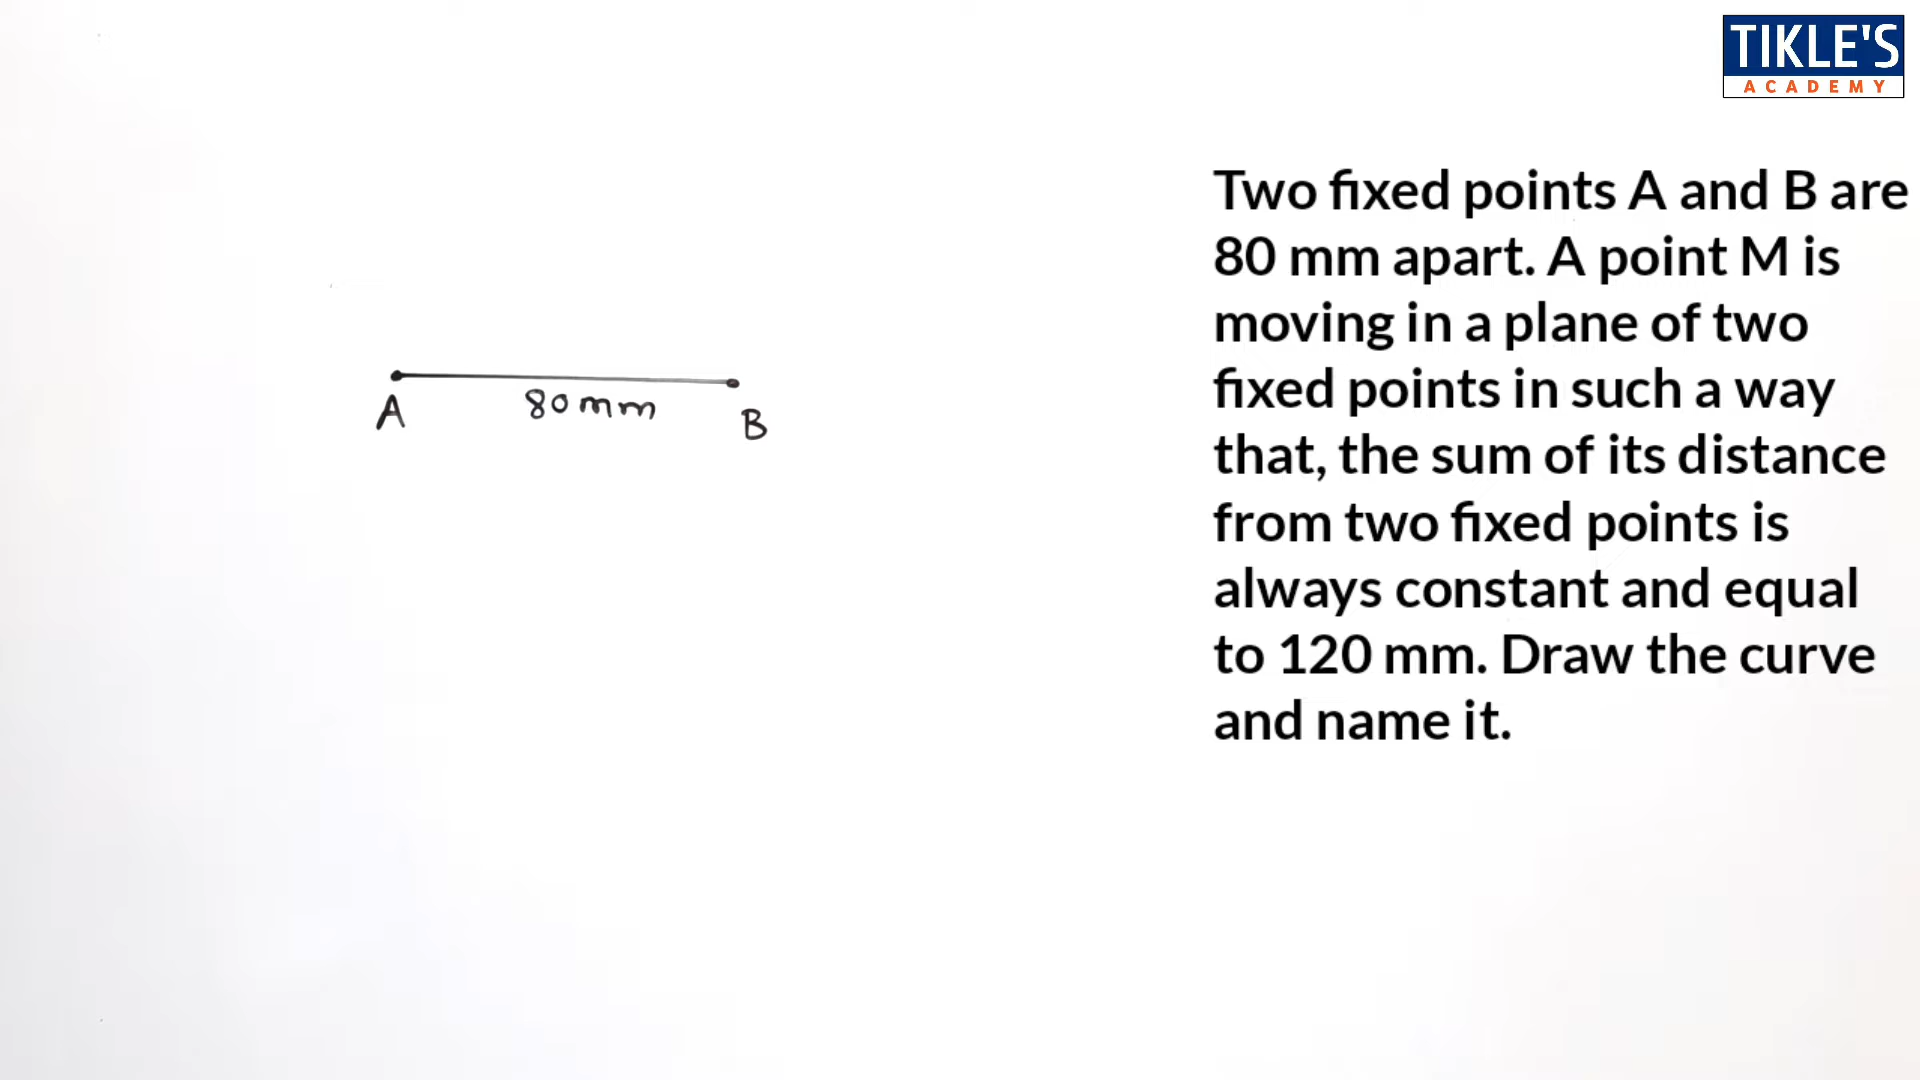 TIKLE'S
ACADEMY
Two fixed points A and B are
80 mm apart. A point M is
moving in a plane of two
fixed points in such a way
that, the sum of its distance
from two fixed points is
always constant and equal
to 120 mm. Draw the curve
and name it.
A
80mm
B